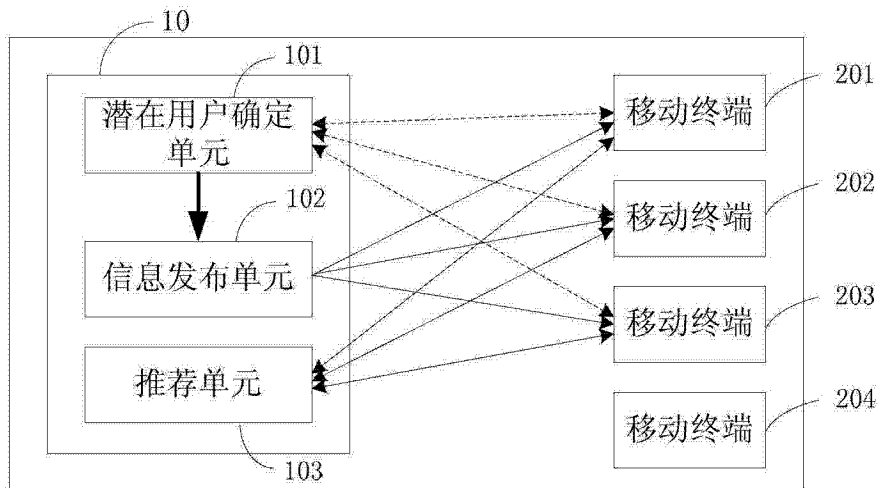 10
101
潜在用户确定
单元
102
信息发布单元
推荐单元
103
移动终端
201
移动终端
202
移动终端
203
移动终端
204